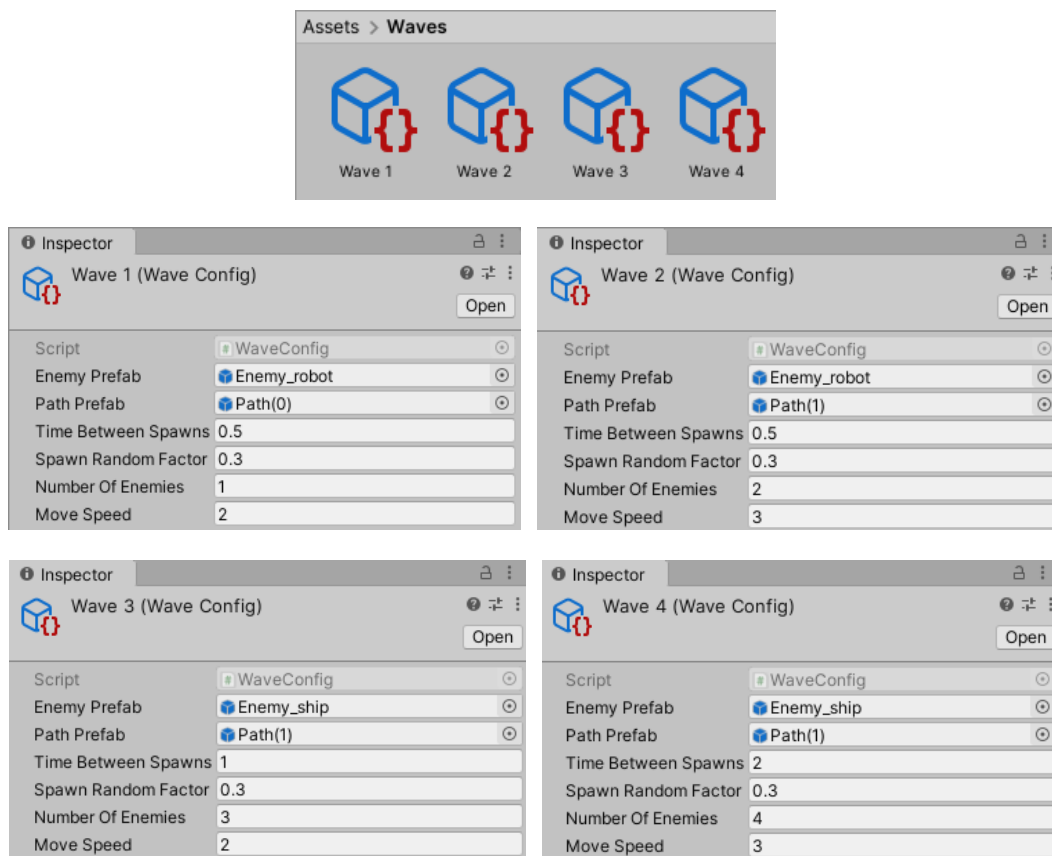 Assets > Waves
Wave 1 Wave 2 Wave 3 Wave 4
Inspector
Wave 1 (Wave Config)
Open
Script WaveConfig
Enemy Prefab Enemy_robot
Path Prefab Path(0)
Time Between Spawns 0.5
Spawn Random Factor 0.3
Number Of Enemies 1
Move Speed 2
Inspector
Wave 2 (Wave Config)
Open
Script WaveConfig
Enemy Prefab Enemy_robot
Path Prefab Path(1)
Time Between Spawns 0.5
Spawn Random Factor 0.3
Number Of Enemies 2
Move Speed 3
Inspector
Wave 3 (Wave Config)
Open
Script WaveConfig
Enemy Prefab Enemy_ship
Path Prefab Path(1)
Time Between Spawns 1
Spawn Random Factor 0.3
Number Of Enemies 3
Move Speed 2
Inspector
Wave 4 (Wave Config)
Open
Script WaveConfig
Enemy Prefab Enemy_ship
Path Prefab Path(1)
Time Between Spawns 2
Spawn Random Factor 0.3
Number Of Enemies 4
Move Speed 3